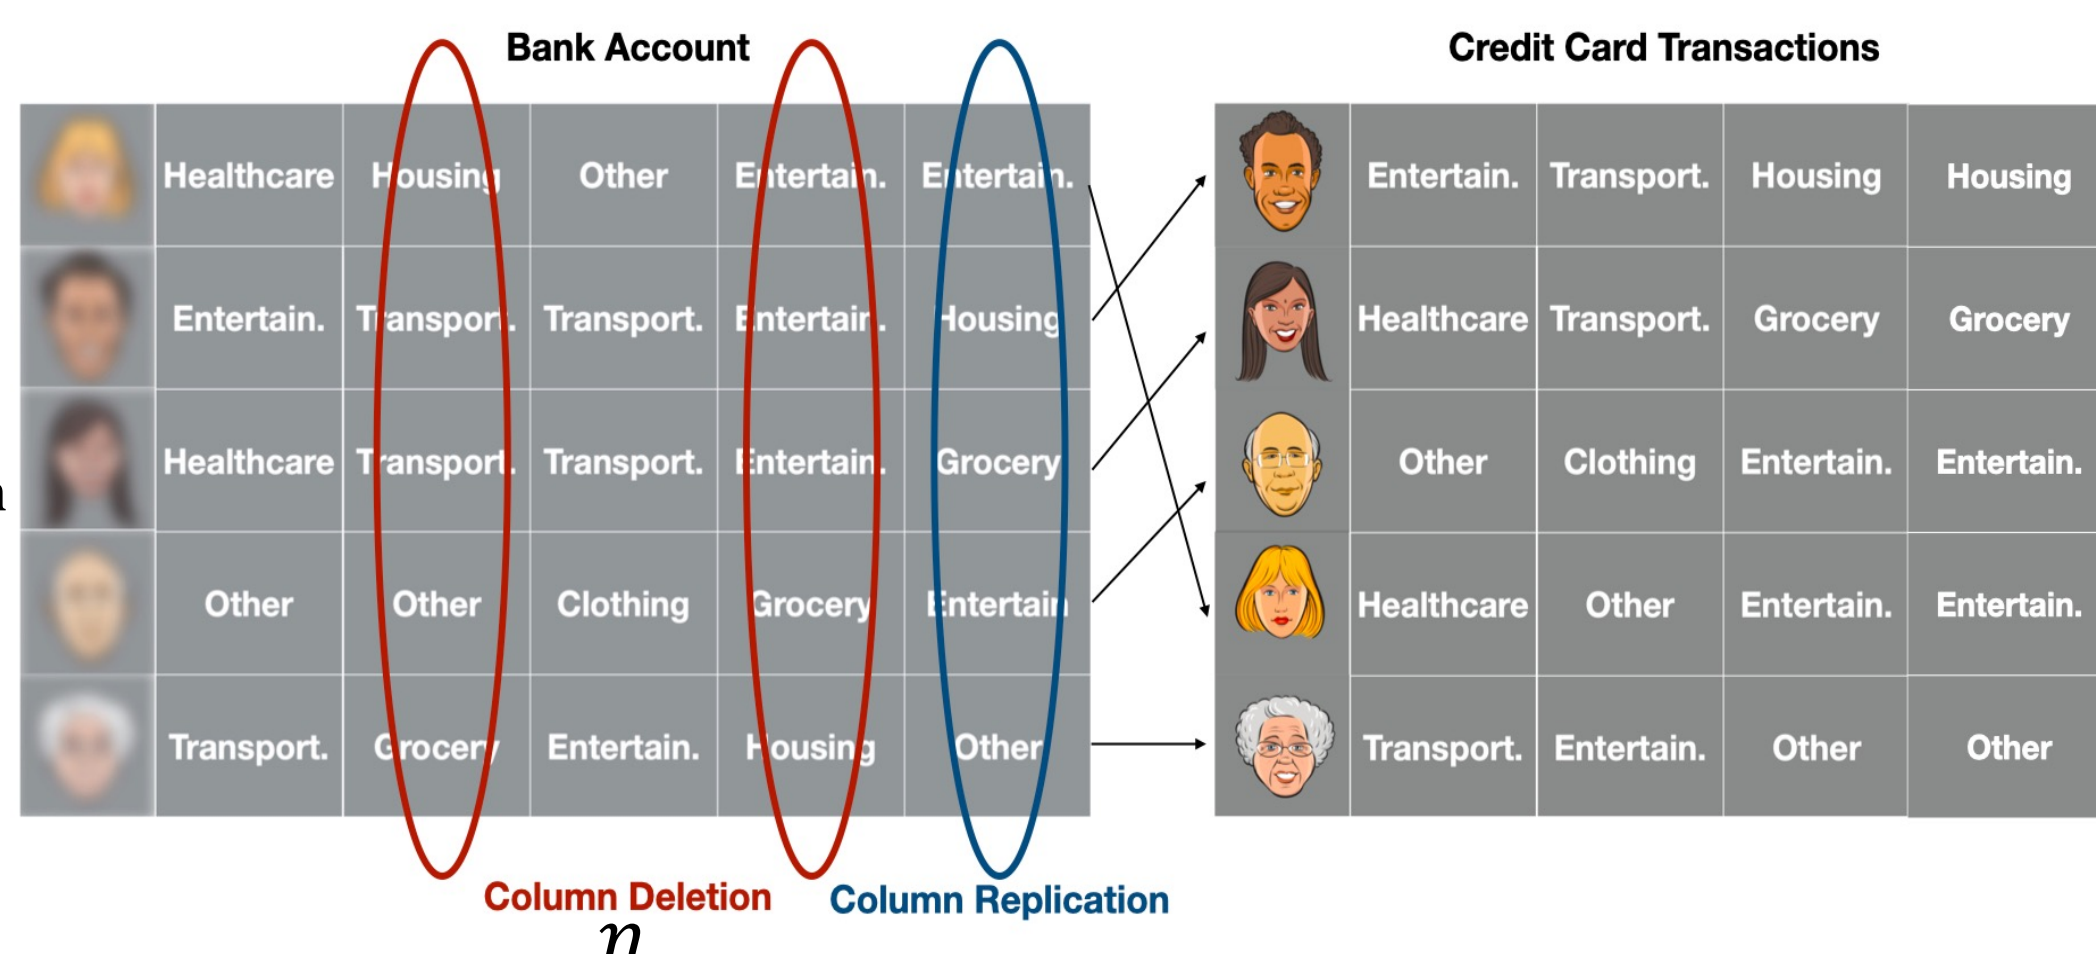 Bank Account
Credit Card Transactions
Healthcare Housing Other Entertain. Entertain. Entertain. Transport. Housing Housing
Entertain. Transport. Transport. Entertain. Housing Healthcare Transport. Grocery Grocery
Healthcare Transport. Transport. Entertain. Grocery Other Clothing Entertain. Entertain.
Other Other Clothing Grocery Entertain Healthcare Other Entertain. Entertain.
Transport. Grocery Entertain. Housing Other Transport. Entertain. Other Other
Column Deletion Column Replication
n